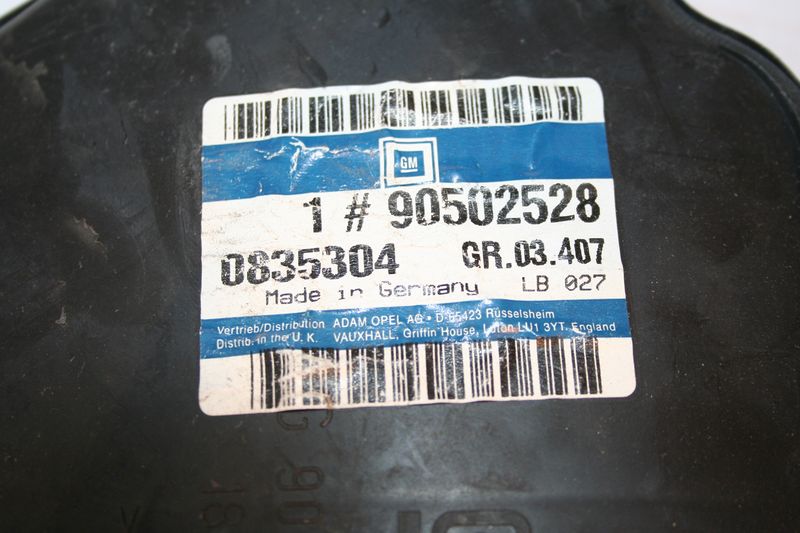 GM
1 # 90502528
0835304 GR.03.407
Made in Germany LB 027
Vertrieb/Distribution ADAM OPEL AG • D-65423 Rüsselsheim
Distrib. in the U. K. VAUXHALL, Griffin House, Luton LU1 3YT, England